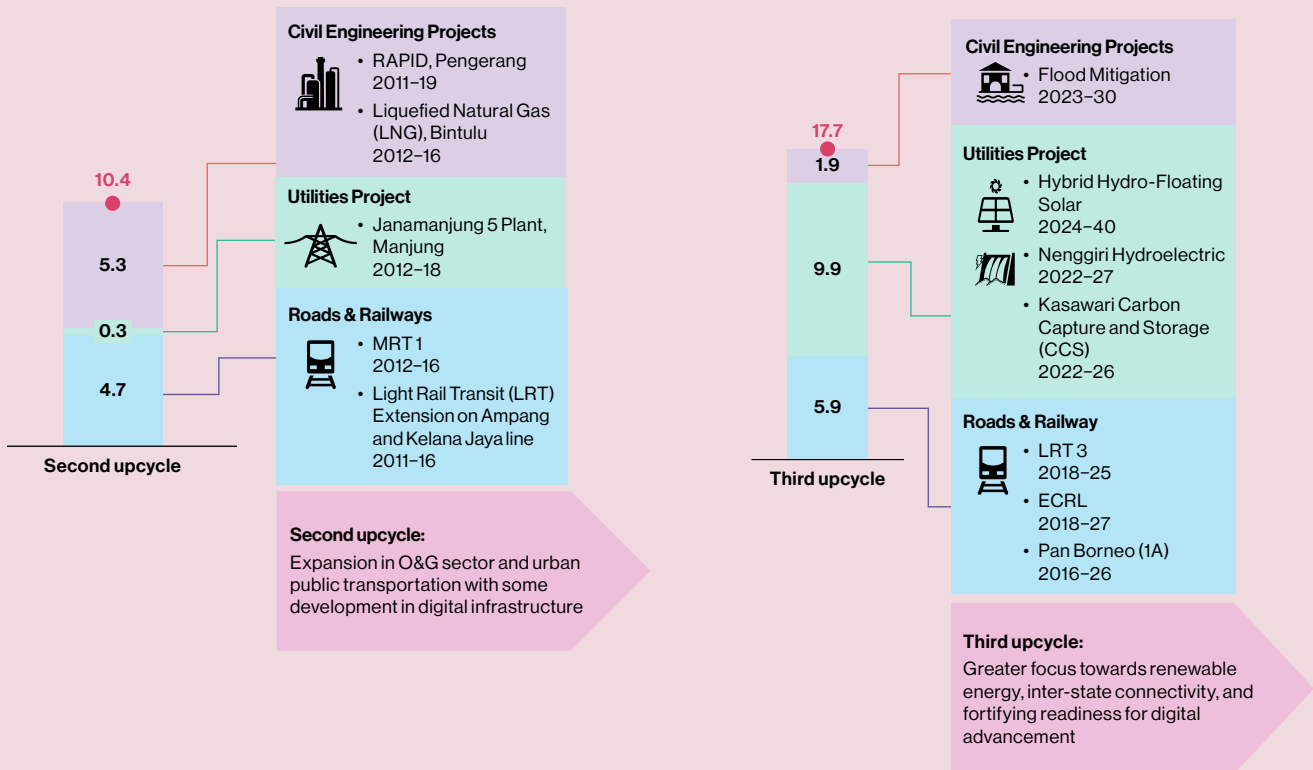 10.4
5.3
0.3
4.7
Second upcycle
Civil Engineering Projects
• RAPID, Pengerang
2011–19
• Liquefied Natural Gas
(LNG), Bintulu
2012–16
Utilities Project
• Janamanjung 5 Plant,
Manjung
2012–18
Roads & Railways
• MRT 1
2012–16
• Light Rail Transit (LRT)
Extension on Ampang
and Kelana Jaya line
2011–16
Second upcycle:
Expansion in O&G sector and urban
public transportation with some
development in digital infrastructure
17.7
1.9
9.9
5.9
Third upcycle
Civil Engineering Projects
• Flood Mitigation
2023–30
Utilities Project
• Hybrid Hydro-Floating
Solar
2024–40
• Nenggiri Hydroelectric
2022–27
• Kasawari Carbon
Capture and Storage
(CCS)
2022–26
Roads & Railway
• LRT 3
2018–25
• ECRL
2018–27
• Pan Borneo (1A)
2016–26
Third upcycle:
Greater focus towards renewable
energy, inter-state connectivity, and
fortifying readiness for digital
advancement